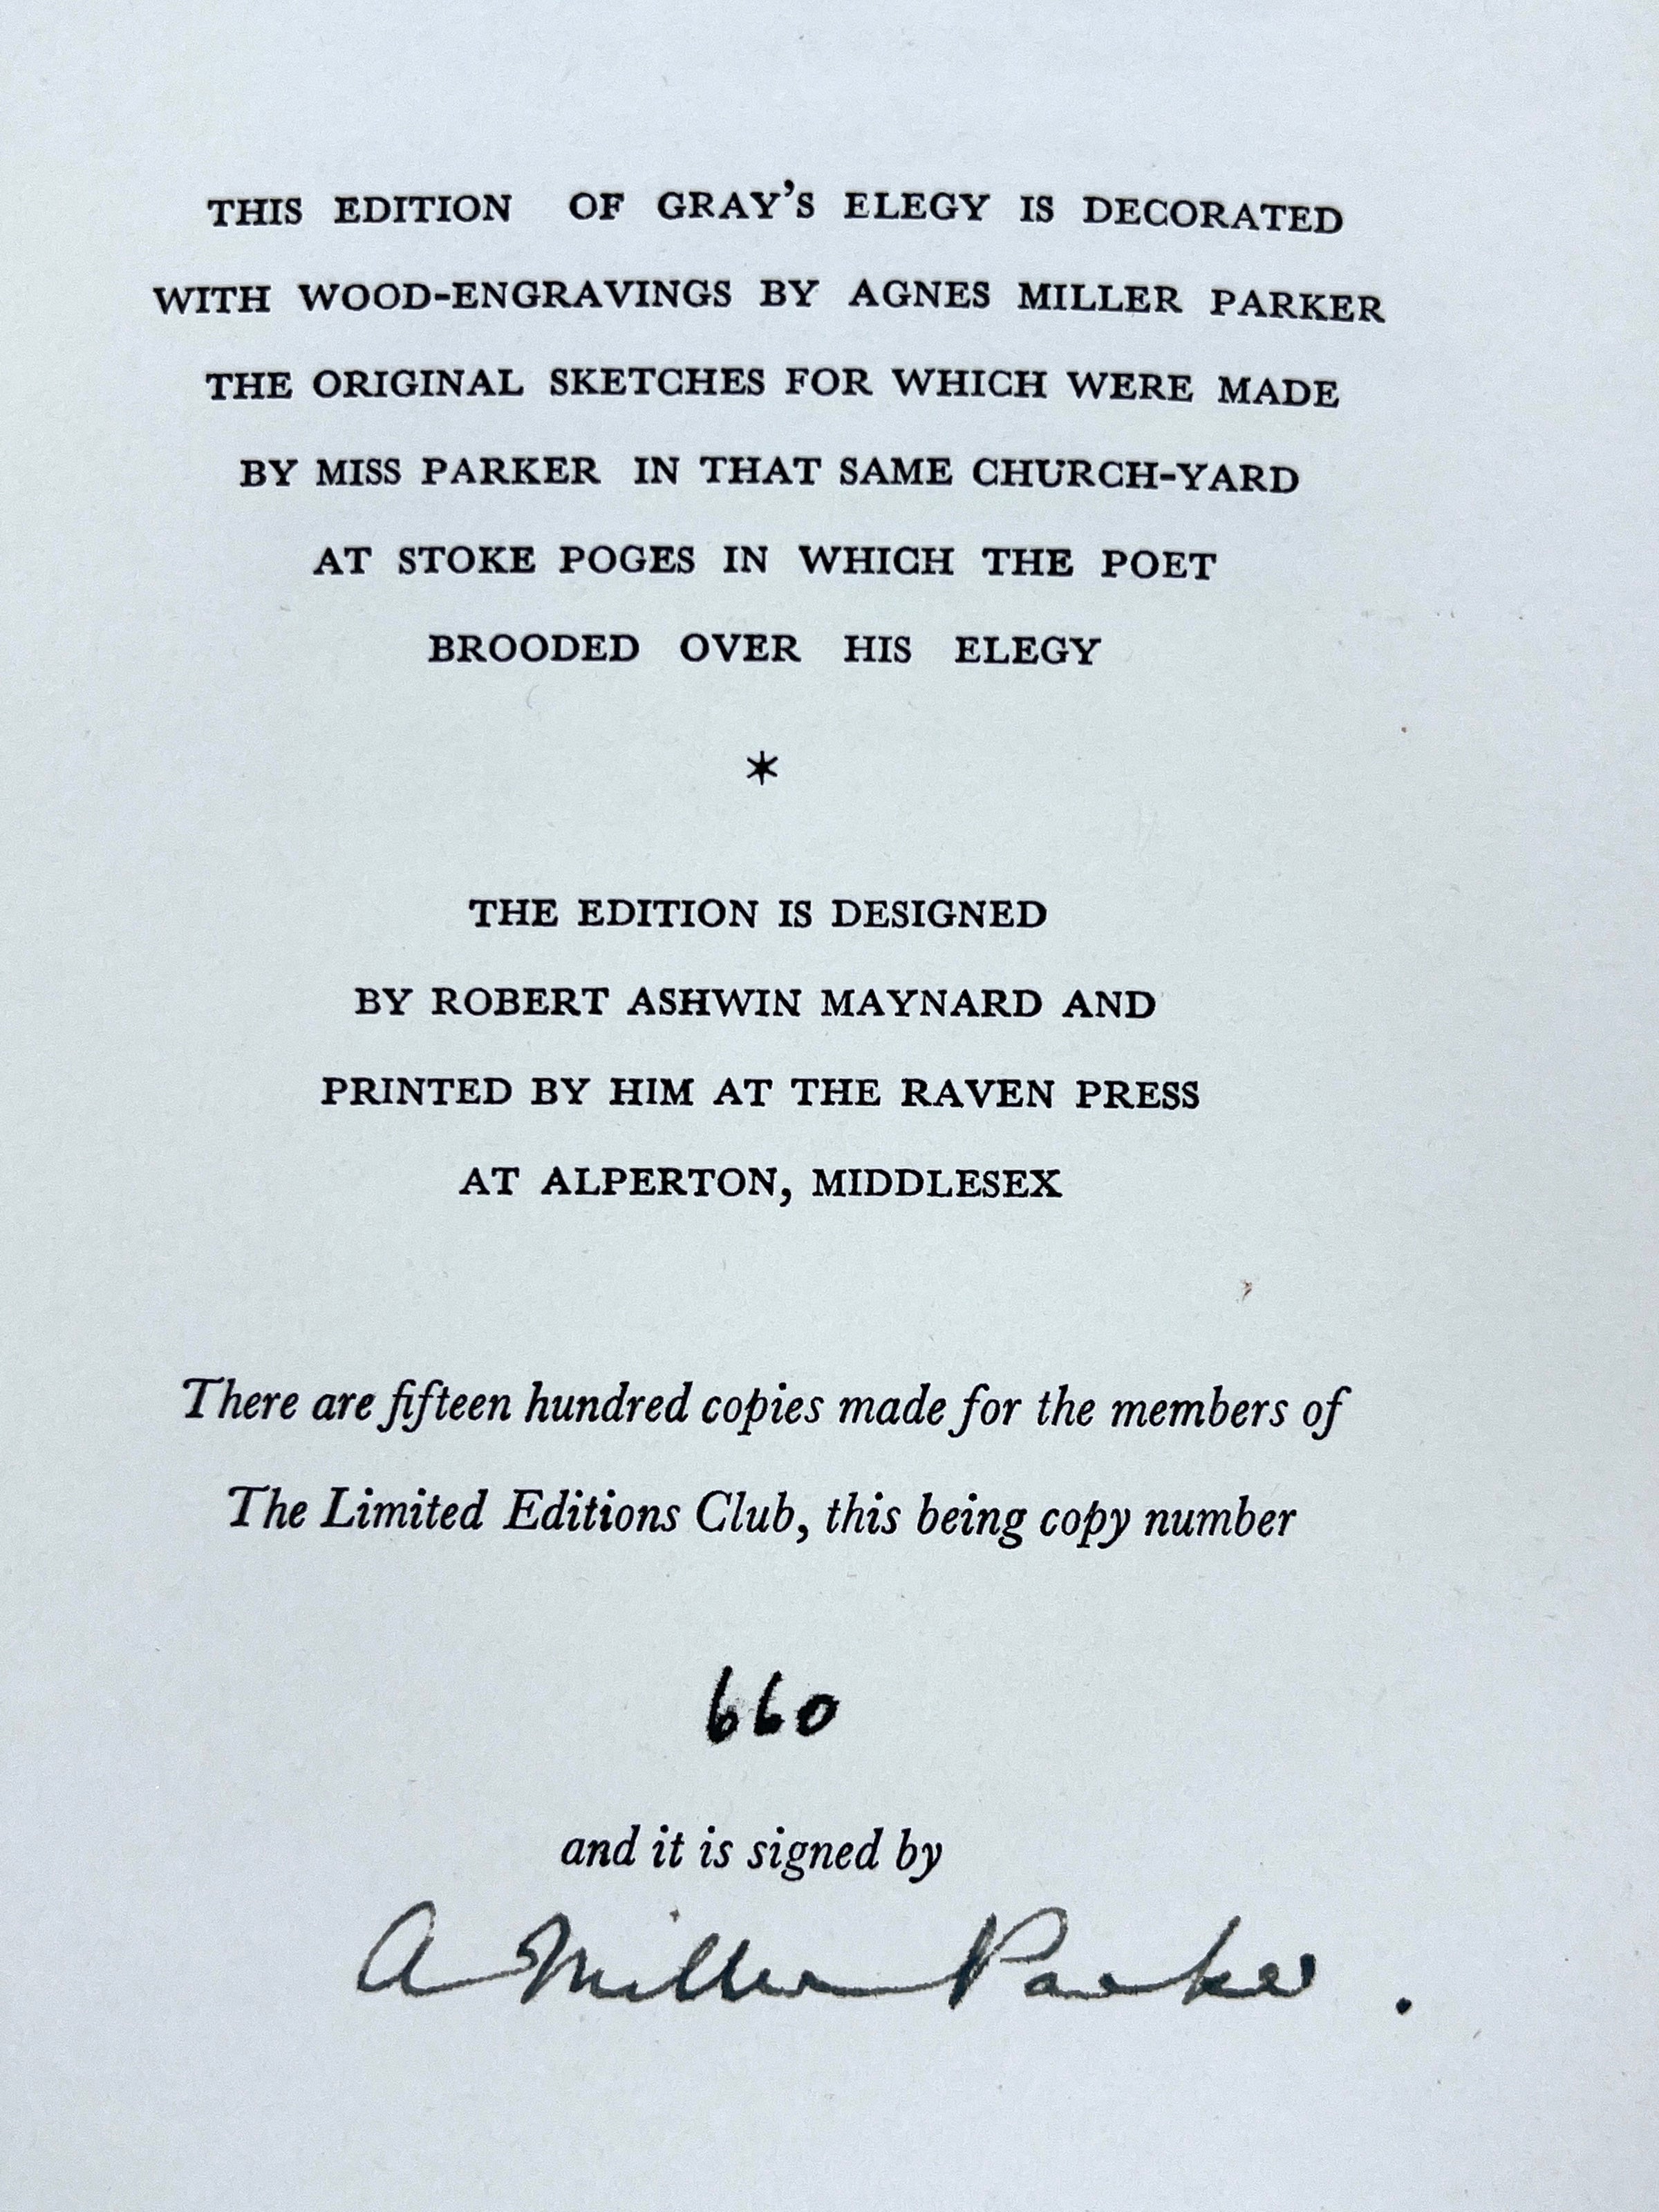 THIS EDITION OF GRAY'S ELEGY IS DECORATED
WITH WOOD-ENGRAVINGS BY AGNES MILLER PARKER
THE ORIGINAL SKETCHES FOR WHICH WERE MADE
BY MISS PARKER IN THAT SAME CHURCH-YARD
AT STOKE POGES IN WHICH THE POET
BROODED OVER HIS ELEGY
*
THE EDITION IS DESIGNED
BY ROBERT ASHWIN MAYNARD AND
PRINTED BY HIM AT THE RAVEN PRESS
AT ALPERTON, MIDDLESEX
There are fifteen hundred copies made for the members of
The Limited Editions Club, this being copy number
660
and it is signed by
A Miller Parker.